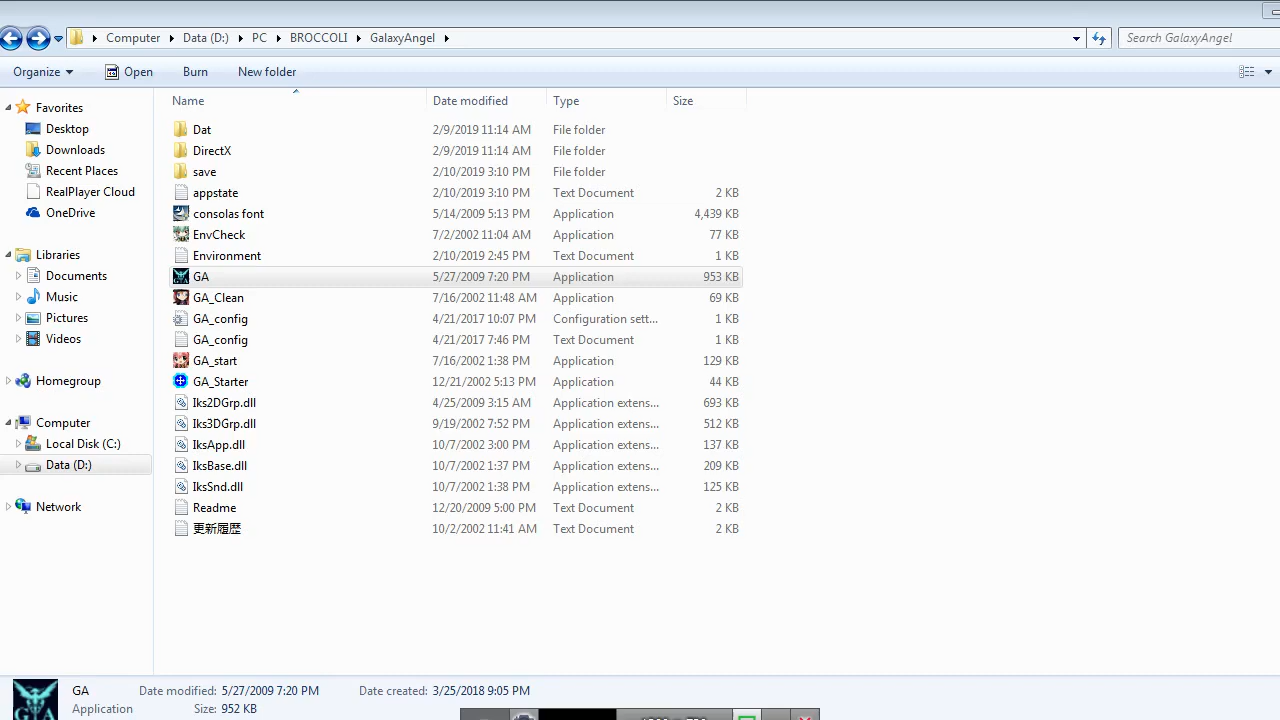 Computer Data (D:) PC BROCCOLI GalaxyAngel Search GalaxyAngel
Organize Open Burn New folder
Name Date modified Type Size
Favorites
Desktop
Downloads
Recent Places
RealPlayer Cloud
OneDrive
Libraries
Documents
Music
Pictures
Videos
Homegroup
Computer
Local Disk (C:)
Data (D:)
Network
Dat 2/9/2019 11:14 AM File folder
DirectX 2/9/2019 11:14 AM File folder
save 2/10/2019 3:10 PM File folder
appstate 2/10/2019 3:10 PM Text Document 2 KB
consolas font 5/14/2009 5:13 PM Application 4,439 KB
EnvCheck 7/2/2002 11:04 AM Application 77 KB
Environment 2/10/2019 2:45 PM Text Document 1 KB
GA 5/27/2009 7:20 PM Application 953 KB
GA_Clean 7/16/2002 11:48 AM Application 69 KB
GA_config 4/21/2017 10:07 PM Configuration sett... 1 KB
GA_config 4/21/2017 7:46 PM Text Document 1 KB
GA_start 7/16/2002 1:38 PM Application 129 KB
GA_Starter 12/21/2002 5:13 PM Application 44 KB
Iks2DGrp.dll 4/25/2009 3:15 AM Application extens... 693 KB
Iks3DGrp.dll 9/19/2002 7:52 PM Application extens... 512 KB
IksApp.dll 10/7/2002 3:00 PM Application extens... 137 KB
IksBase.dll 10/7/2002 1:37 PM Application extens... 209 KB
IksSnd.dll 10/7/2002 1:38 PM Application extens... 125 KB
Readme 12/20/2009 5:00 PM Text Document 2 KB
更新履歴 10/2/2002 11:41 AM Text Document 2 KB
GA Date modified: 5/27/2009 7:20 PM Date created: 3/25/2018 9:05 PM
Application Size: 952 KB